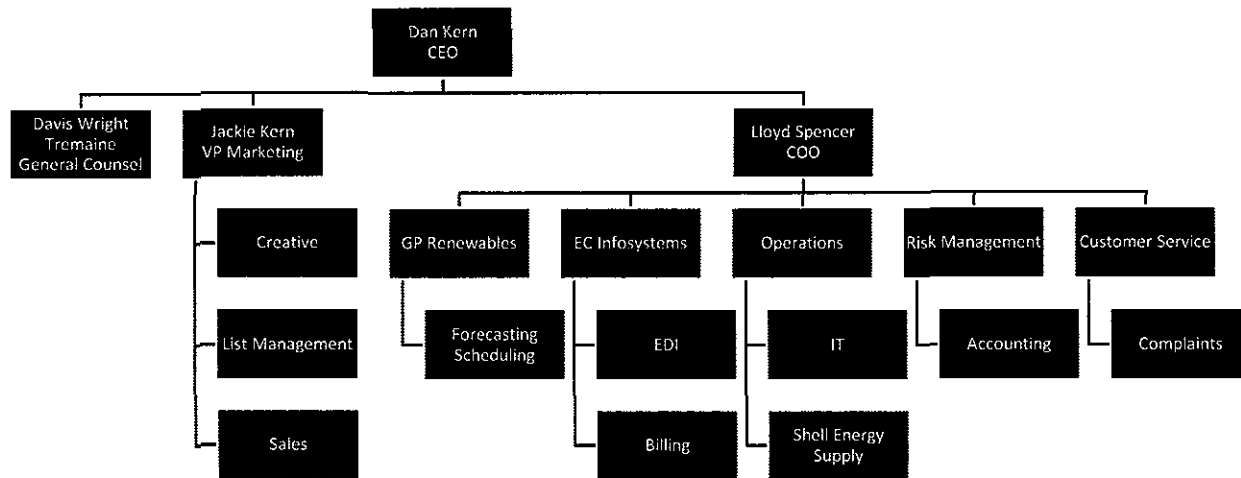 Dan Kern
CEO
Davis Wright
Tremaine
General Counsel
Jackie Kern
VP Marketing
Lloyd Spencer
COO
Creative
List Management
Sales
GP Renewables
Forecasting
Scheduling
EC Infosystems
EDI
Billing
Operations
IT
Shell Energy
Supply
Risk Management
Accounting
Customer Service
Complaints